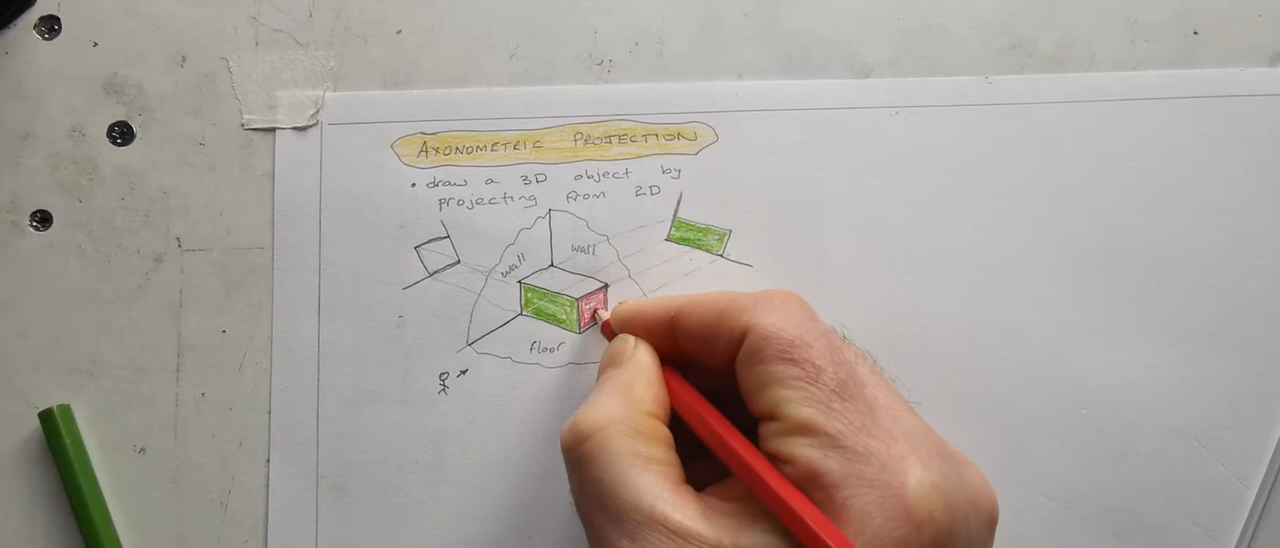 AXONOMETRIC PROJECTION
• draw a 3D object by
projecting from 2D
wall
wall
floor